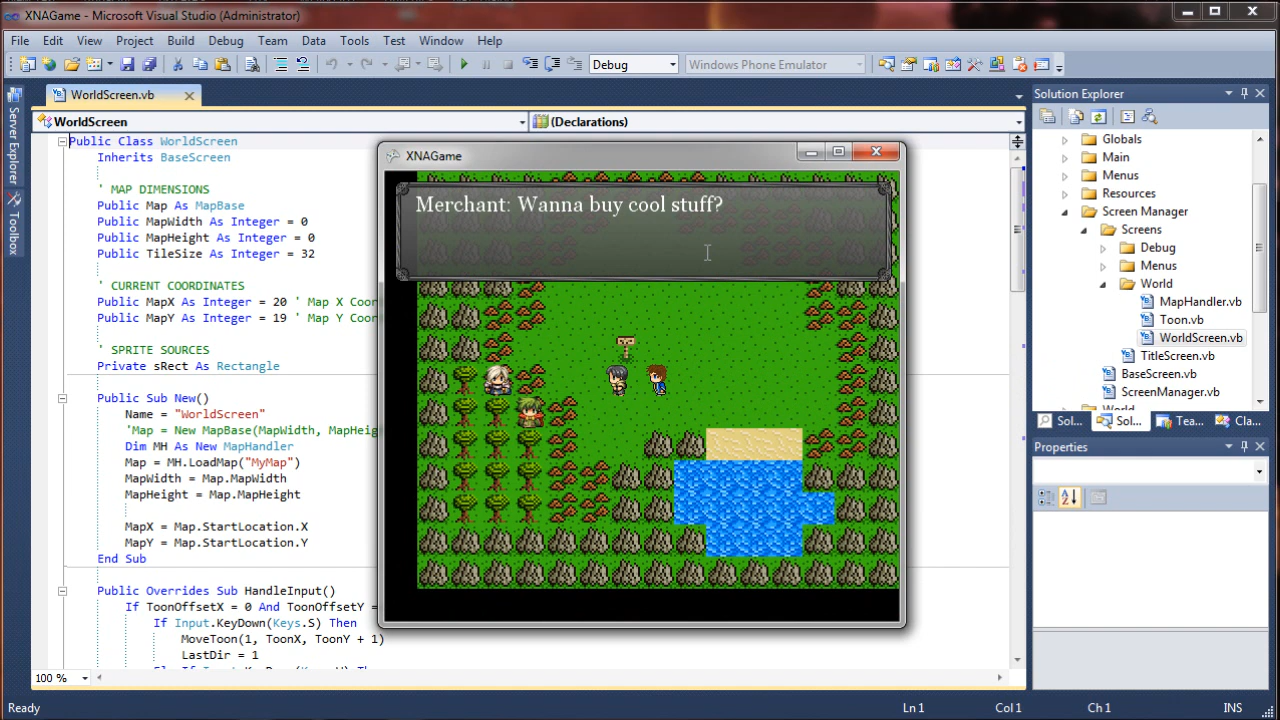 XNAGame - Microsoft Visual Studio (Administrator)
File Edit View Project Build Debug Team Data Tools Test Window Help
Debug Windows Phone Emulator
Server Explorer
Toolbox
WorldScreen.vb
WorldScreen (Declarations)
Public Class WorldScreen
Inherits BaseScreen
' MAP DIMENSIONS
Public Map As MapBase
Public MapWidth As Integer = 0
Public MapHeight As Integer = 0
Public TileSize As Integer = 32
' CURRENT COORDINATES
Public MapX As Integer = 20 ' Map X Coor
Public MapY As Integer = 19 ' Map Y Coor
' SPRITE SOURCES
Private sRect As Rectangle
Public Sub New()
Name = "WorldScreen"
'Map = New MapBase(MapWidth, MapHeig
Dim MH As New MapHandler
Map = MH.LoadMap("MyMap")
MapWidth = Map.MapWidth
MapHeight = Map.MapHeight
MapX = Map.StartLocation.X
MapY = Map.StartLocation.Y
End Sub
Public Overrides Sub HandleInput()
If ToonOffsetX = 0 And ToonOffsetY =
If Input.KeyDown(Keys.S) Then
MoveToon(1, ToonX, ToonY + 1)
LastDir = 1
100 %
XNAGame
Merchant: Wanna buy cool stuff?
Solution Explorer
Globals
Main
Menus
Resources
Screen Manager
Screens
Debug
Menus
World
MapHandler.vb
Toon.vb
WorldScreen.vb
TitleScreen.vb
BaseScreen.vb
ScreenManager.vb
Sol... Sol... Tea... Cla...
Properties
Ready Ln 1 Col 1 Ch 1 INS